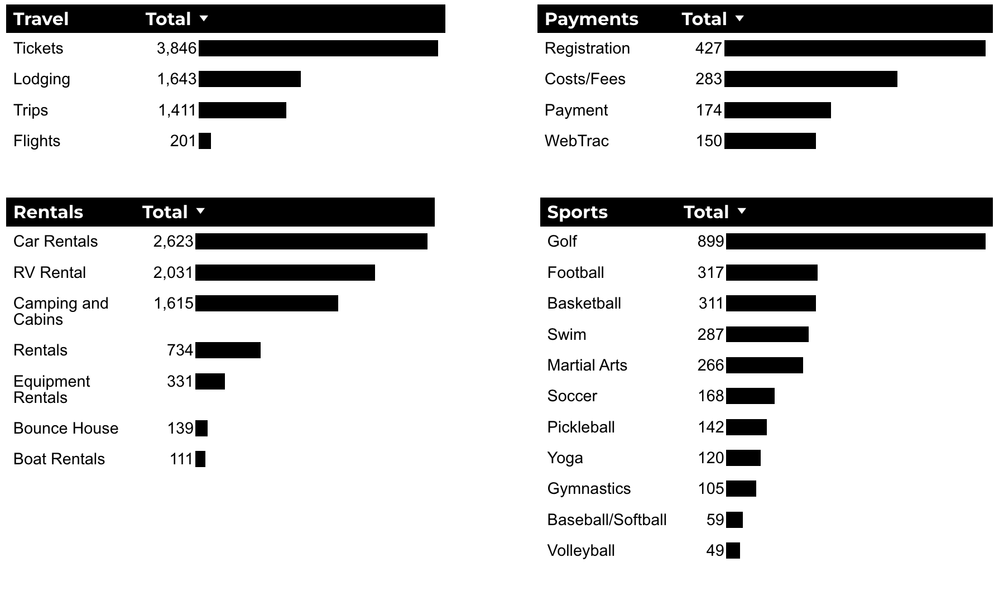 Travel Total ▼
Tickets 3,846
Lodging 1,643
Trips 1,411
Flights 201
Payments Total ▼
Registration 427
Costs/Fees 283
Payment 174
WebTrac 150
Rentals Total ▼
Car Rentals 2,623
RV Rental 2,031
Camping and 1,615
Cabins
Rentals 734
Equipment 331
Rentals
Bounce House 139
Boat Rentals 111
Sports Total ▼
Golf 899
Football 317
Basketball 311
Swim 287
Martial Arts 266
Soccer 168
Pickleball 142
Yoga 120
Gymnastics 105
Baseball/Softball 59
Volleyball 49